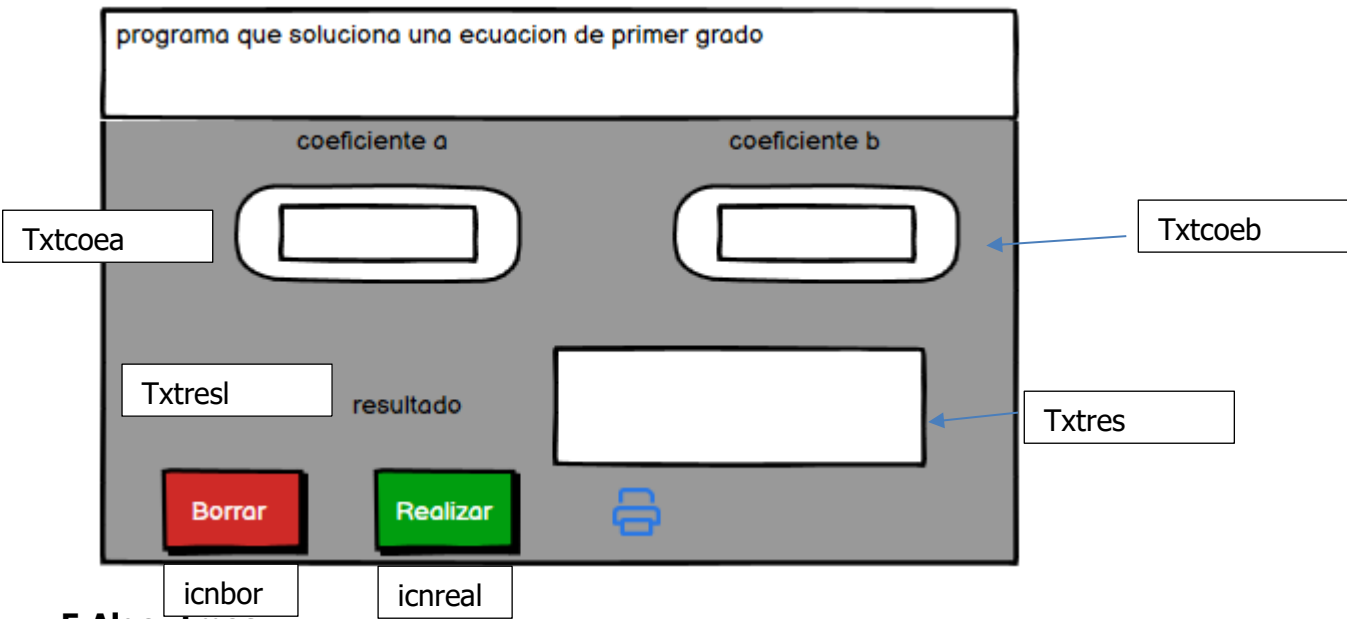 programa que soluciona una ecuacion de primer grado
coeficiente a
coeficiente b
Txtcoea
Txtcoeb
Txtresl
resultado
Txtres
Borrar
Realizar
icnbor
icnreal